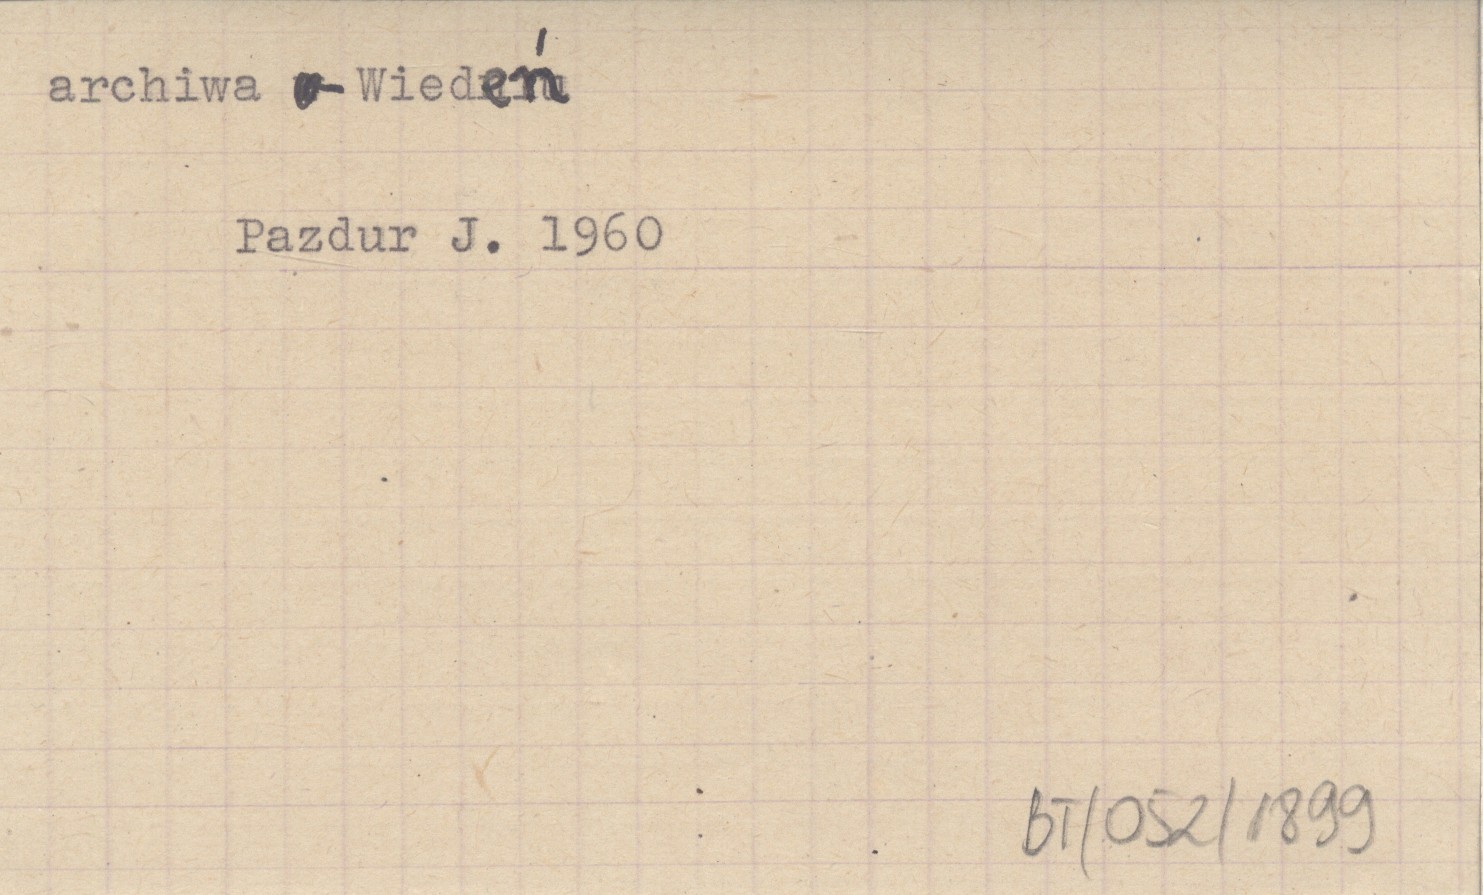 archiwa - Wiedeń
Pazdur J. 1960
BT/052/1899